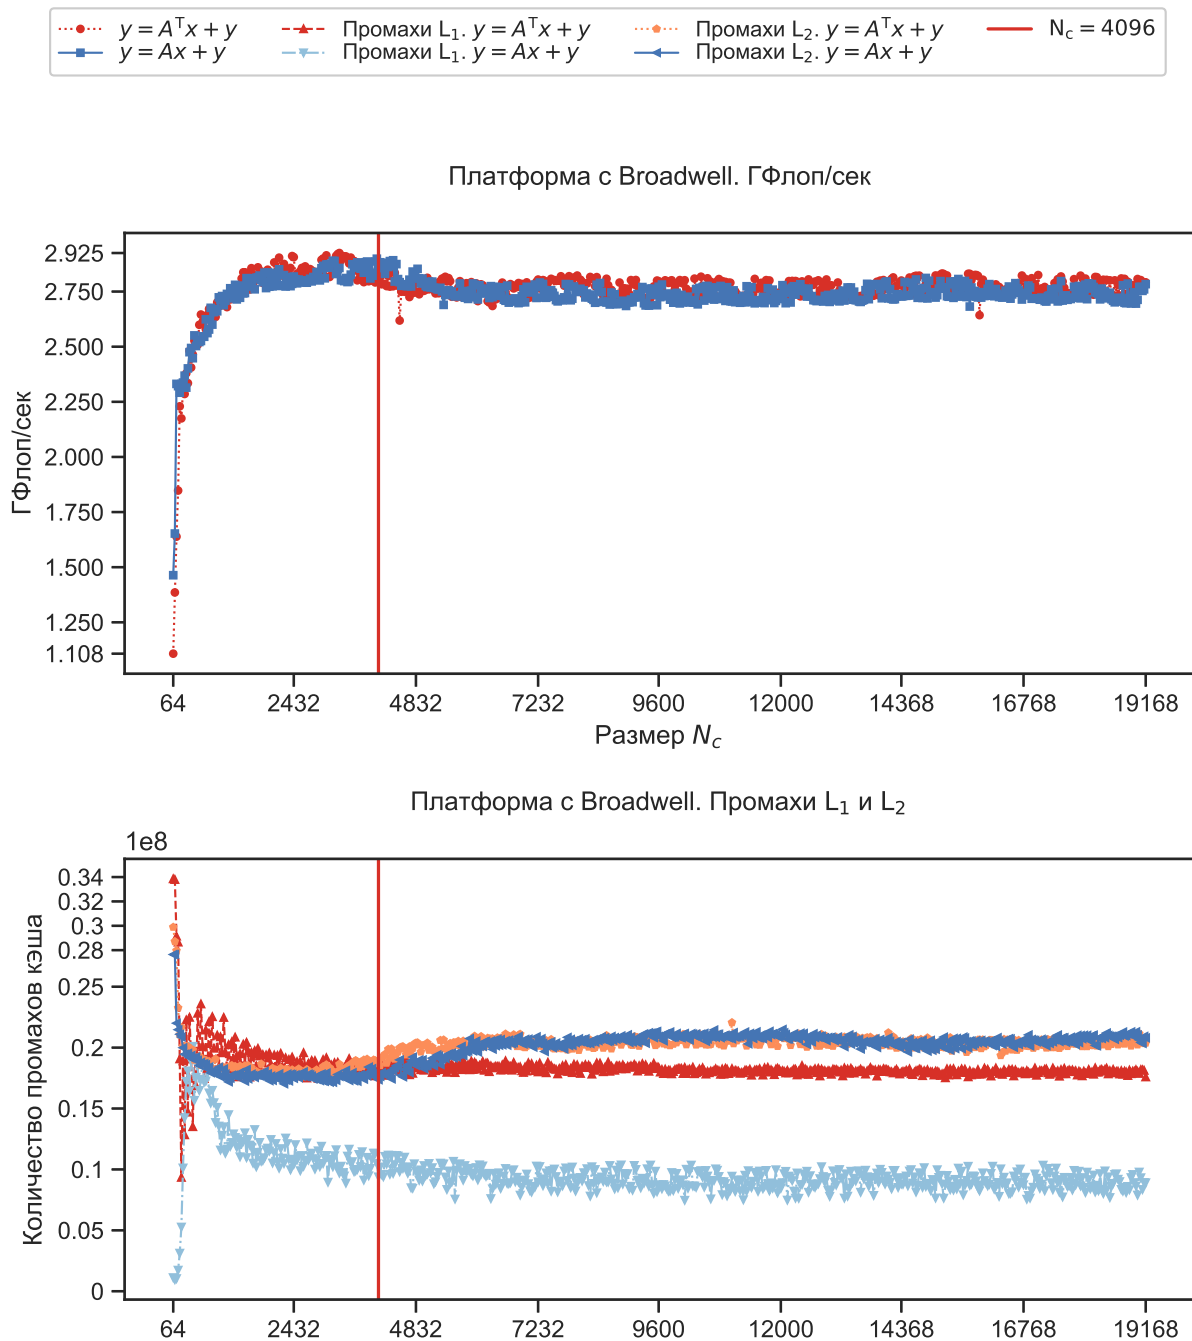 y = Aᵀx + y Промахи L₁. y = Aᵀx + y Промахи L₂. y = Aᵀx + y N_c = 4096
y = Ax + y Промахи L₁. y = Ax + y Промахи L₂. y = Ax + y
Платформа с Broadwell. ГФлоп/сек
2.925
2.750
2.500
2.250
2.000
1.750
1.500
1.250
1.108
ГФлоп/сек
64 2432 4832 7232 9600 12000 14368 16768 19168
Размер N_c
Платформа с Broadwell. Промахи L₁ и L₂
1e8
0.34
0.32
0.3
0.28
0.25
0.2
0.15
0.1
0.05
0
Количество промахов кэша
64 2432 4832 7232 9600 12000 14368 16768 19168